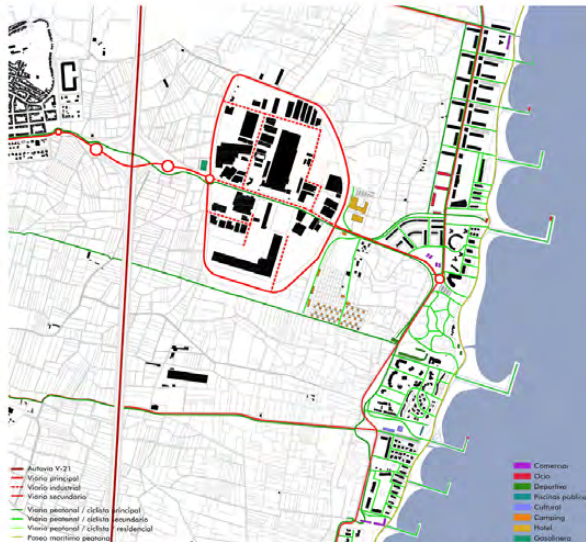 Autovía V-21
Viario principal
Viario industrial
Viario secundario
Viario peatonal / ciclista principal
Viario peatonal / ciclista secundario
Viario peatonal / ciclista / residencial
Paseo marítimo peatonal
Comercial
Ocio
Deportivo
Piscinas públicas
Cultural
Camping
Hotel
Gasolinera